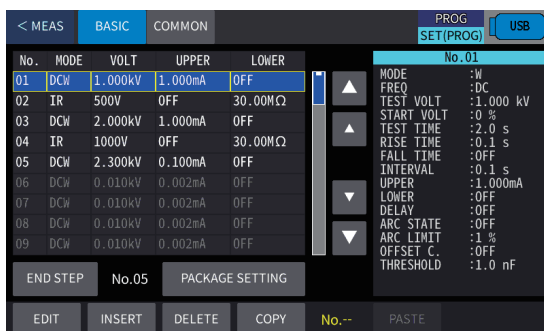 < MEAS BASIC COMMON PROG SET(PROG) USB
No. MODE VOLT UPPER LOWER
01 DCW 1.000kV 1.000mA OFF
02 IR 500V OFF 30.00MΩ
03 DCW 2.000kV 1.000mA OFF
04 IR 1000V OFF 30.00MΩ
05 DCW 2.300kV 0.100mA OFF
06 DCW 0.010kV 0.002mA OFF
07 DCW 0.010kV 0.002mA OFF
08 DCW 0.010kV 0.002mA OFF
09 DCW 0.010kV 0.002mA OFF
END STEP No.05 PACKAGE SETTING
No.01
MODE :W
FREQ :DC
TEST VOLT :1.000 kV
START VOLT :0 %
TEST TIME :2.0 s
RISE TIME :0.1 s
FALL TIME :OFF
INTERVAL :0.1 s
UPPER :1.000mA
LOWER :OFF
DELAY :OFF
ARC STATE :OFF
ARC LIMIT :1 %
OFFSET C. :OFF
THRESHOLD :1.0 nF
EDIT INSERT DELETE COPY No.-- PASTE